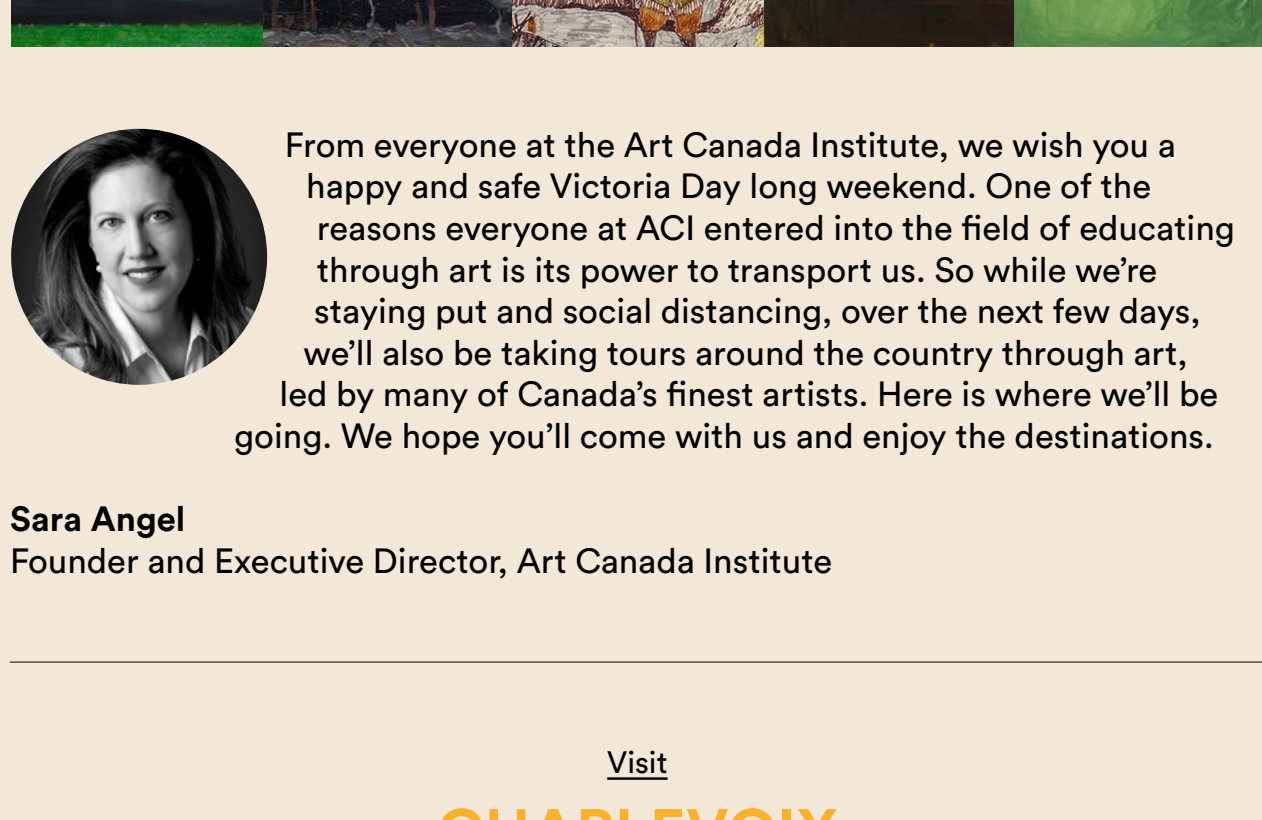 From everyone at the Art Canada Institute, we wish you a
happy and safe Victoria Day long weekend. One of the
reasons everyone at ACI entered into the field of educating
through art is its power to transport us. So while we’re
staying put and social distancing, over the next few days,
we’ll also be taking tours around the country through art,
led by many of Canada’s finest artists. Here is where we’ll be
going. We hope you’ll come with us and enjoy the destinations.
Sara Angel
Founder and Executive Director, Art Canada Institute
Visit
CHARLEVOIX